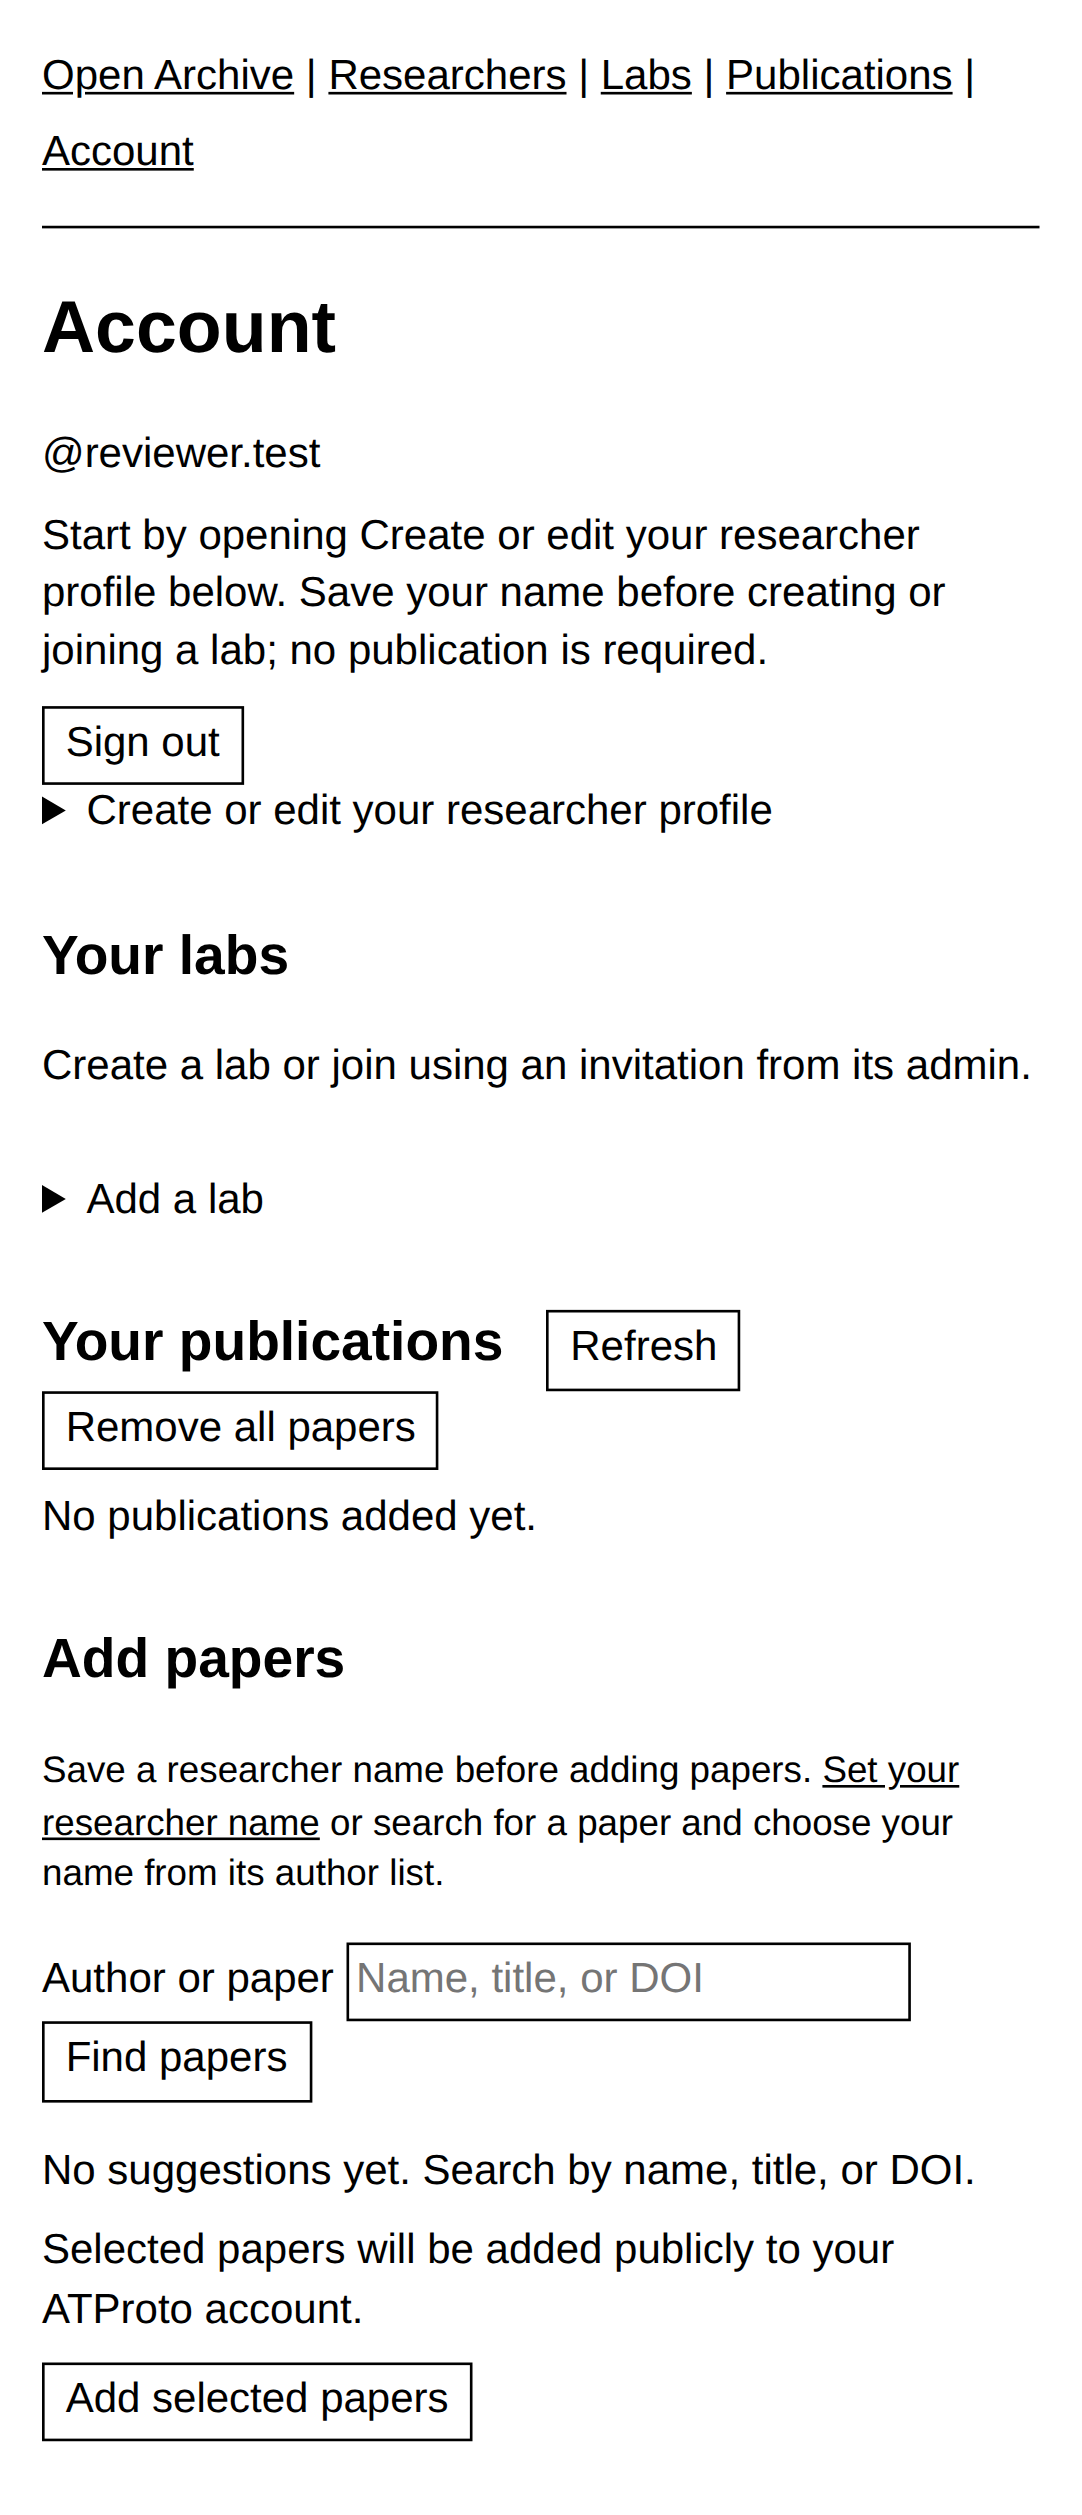 Open Archive | Researchers | Labs | Publications |
Account
Account
@reviewer.test
Start by opening Create or edit your researcher
profile below. Save your name before creating or
joining a lab; no publication is required.
Sign out
Create or edit your researcher profile
Your labs
Create a lab or join using an invitation from its admin.
Add a lab
Your publications Refresh
Remove all papers
No publications added yet.
Add papers
Save a researcher name before adding papers. Set your
researcher name or search for a paper and choose your
name from its author list.
Author or paper Name, title, or DOI
Find papers
No suggestions yet. Search by name, title, or DOI.
Selected papers will be added publicly to your
ATProto account.
Add selected papers